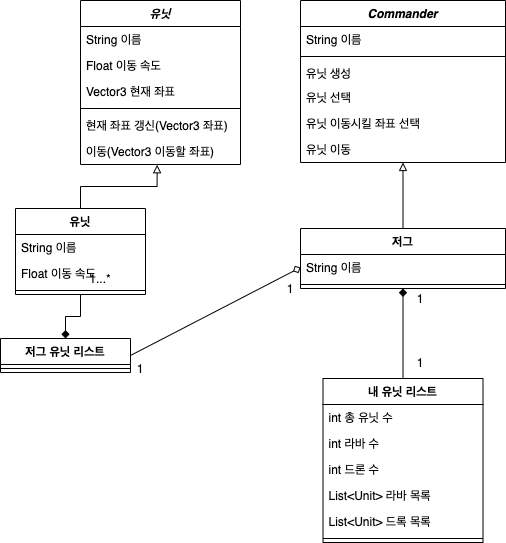 유닛
String 이름
Float 이동 속도
Vector3 현재 좌표
현재 좌표 갱신(Vector3 좌표)
이동(Vector3 이동할 좌표)
Commander
String 이름
유닛 생성
유닛 선택
유닛 이동시킬 좌표 선택
유닛 이동
유닛
String 이름
Float 이동 속도
1...*
저그
String 이름
1
1
저그 유닛 리스트
1
1
내 유닛 리스트
int 총 유닛 수
int 라바 수
int 드론 수
List<Unit> 라바 목록
List<Unit> 드록 목록